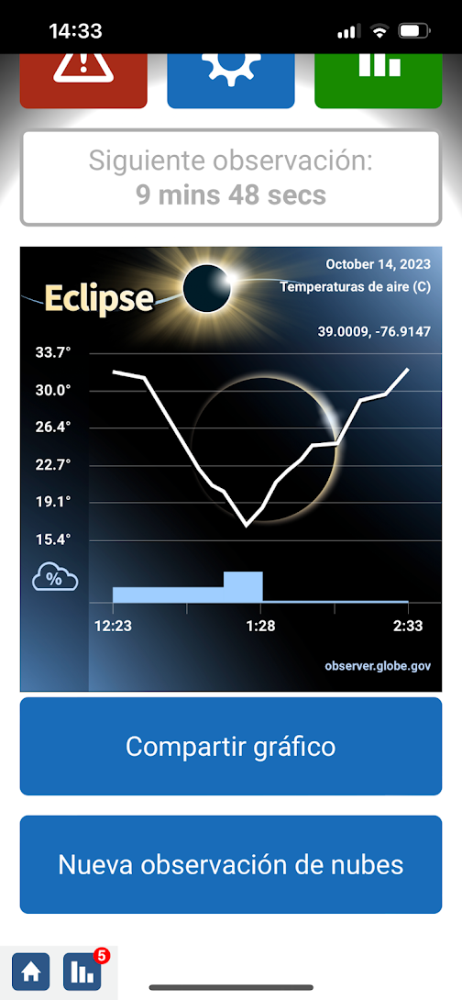 14:33
Siguiente observación:
9 mins 48 secs
October 14, 2023
Eclipse
Temperaturas de aire (C)
39.0009, -76.9147
33.7°
30.0°
26.4°
22.7°
19.1°
15.4°
%
12:23 1:28 2:33
observer.globe.gov
Compartir gráfico
Nueva observación de nubes
5